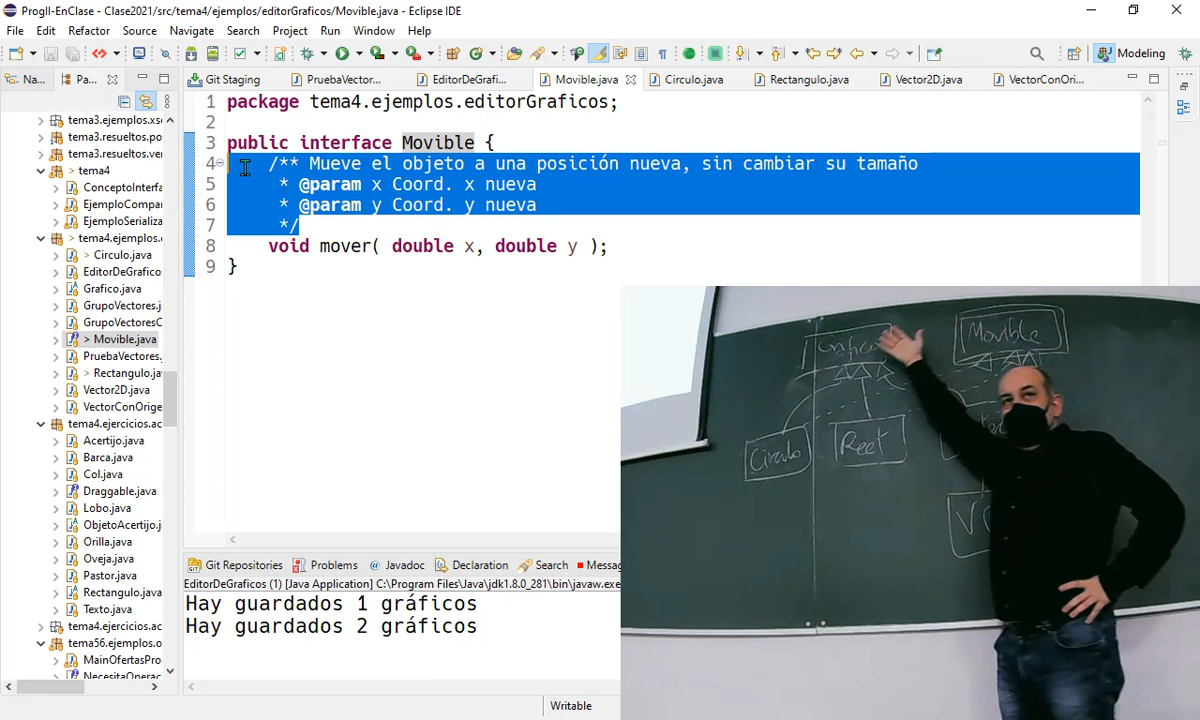 ProgII-EnClase - Clase2021/src/tema4/ejemplos/editorGraficos/Movible.java - Eclipse IDE
File Edit Refactor Source Navigate Search Project Run Window Help
Modeling
Na... Pa... Git Staging PruebaVector... EditorDeGrafi... Movible.java Circulo.java Rectangulo.java Vector2D.java VectorConOri...
tema3.ejemplos.xs
tema3.resueltos.po
tema3.resueltos.ver
> tema4
ConceptoInterfa
EjemploCompar
EjemploSerializa
> tema4.ejemplos.
> Circulo.java
EditorDeGrafico
Grafico.java
GrupoVectores.j
GrupoVectoresC
> Movible.java
PruebaVectores.
> Rectangulo.ja
Vector2D.java
VectorConOrige
tema4.ejercicios.ac
Acertijo.java
Barca.java
Col.java
Draggable.java
Lobo.java
ObjetoAcertijo.j
Orilla.java
Oveja.java
Pastor.java
Rectangulo.java
Texto.java
tema4.ejercicios.ac
tema56.ejemplos.o
MainOfertasPro
NecesitaOperac
1 package tema4.ejemplos.editorGraficos;
2
3 public interface Movible {
4 /** Mueve el objeto a una posición nueva, sin cambiar su tamaño
5 * @param x Coord. x nueva
6 * @param y Coord. y nueva
7 */
8 void mover( double x, double y );
9 }
Git Repositories Problems Javadoc Declaration Search Messa
EditorDeGraficos (1) [Java Application] C:\Program Files\Java\jdk1.8.0_281\bin\javaw.exe
Hay guardados 1 gráficos
Hay guardados 2 gráficos
Writable
Movible
Círculo Rect